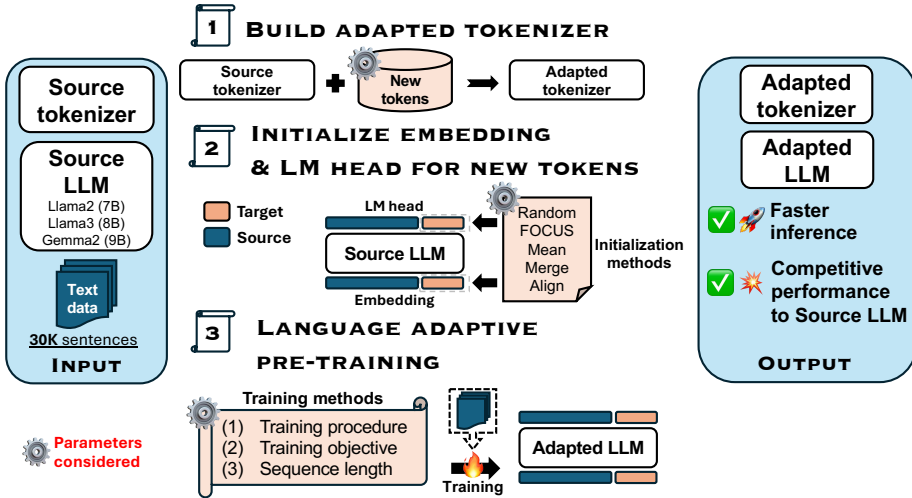 Source
tokenizer
Source
LLM
Llama2 (7B)
Llama3 (8B)
Gemma2 (9B)
Text
data
30K sentences
INPUT
1
BUILD ADAPTED TOKENIZER
Source
tokenizer
New
tokens
Adapted
tokenizer
2
INITIALIZE EMBEDDING
& LM HEAD FOR NEW TOKENS
Target
Source
LM head
Source LLM
Embedding
Random
FOCUS
Mean
Merge
Align
Initialization
methods
3
LANGUAGE ADAPTIVE
PRE-TRAINING
Training methods
(1) Training procedure
(2) Training objective
(3) Sequence length
Training
Adapted LLM
Parameters
considered
Adapted
tokenizer
Adapted
LLM
Faster
inference
Competitive
performance
to Source LLM
OUTPUT